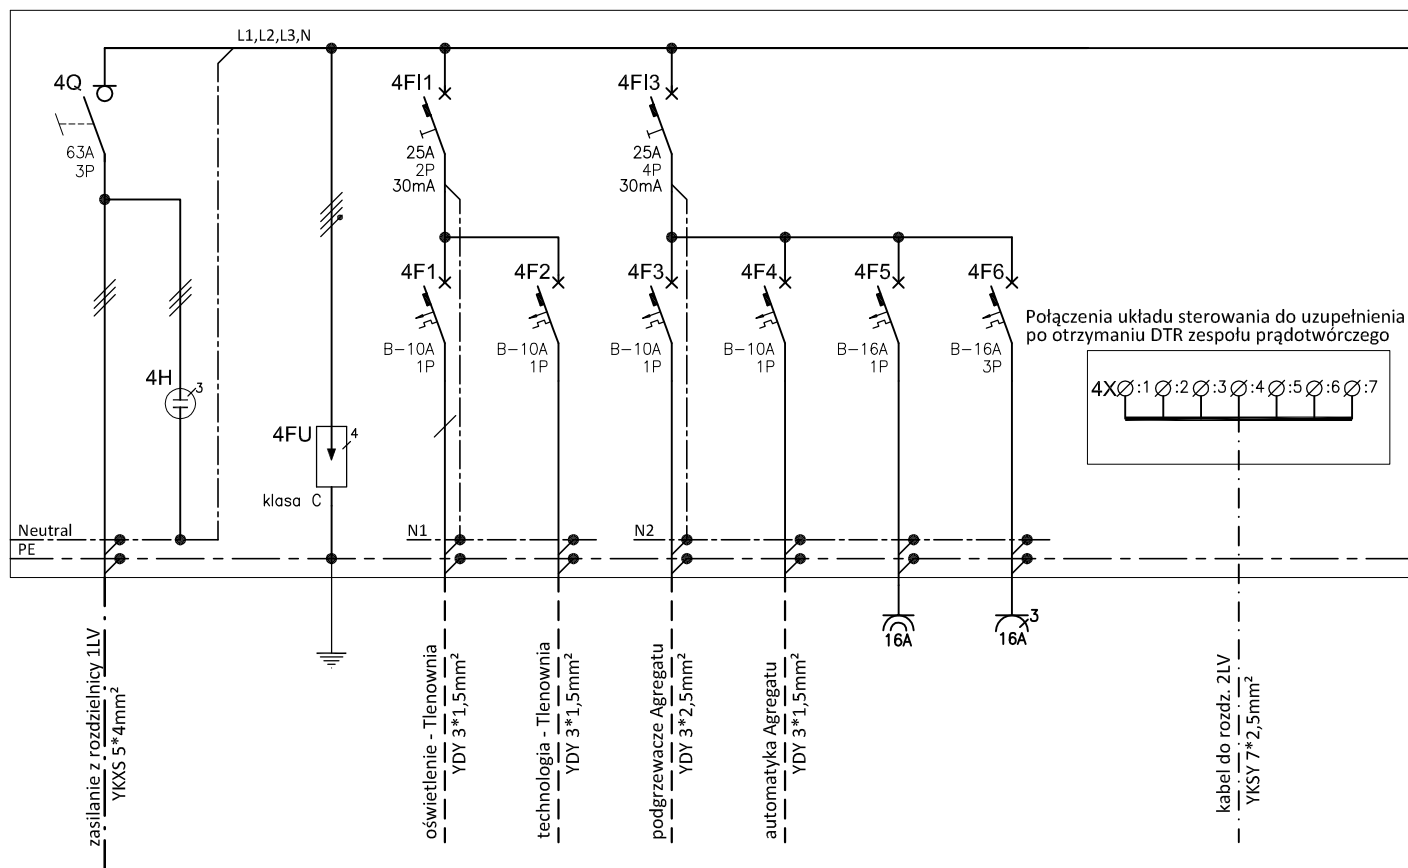 L1,L2,L3,N
4Q
63A
3P
4FI1
25A
2P
30mA
4FI3
25A
4P
30mA
4F1
B-10A
1P
4F2
B-10A
1P
4F3
B-10A
1P
4F4
B-10A
1P
4F5
B-16A
1P
4F6
B-16A
3P
Połączenia układu sterowania do uzupełnienia
po otrzymaniu DTR zespołu prądotwórczego
4X :1 :2 :3 :4 :5 :6 :7
4H 3
4FU 4
klasa C
Neutral
PE
N1
N2
16A
3
16A
zasilanie z rozdzielnicy 1LV
YKXS 5*4mm²
oświetlenie - Tlenownia
YDY 3*1,5mm²
technologia - Tlenownia
YDY 3*1,5mm²
podgrzewacze Agregatu
YDY 3*2,5mm²
automatyka Agregatu
YDY 3*1,5mm²
kabel do rozdz. 2LV
YKSY 7*2,5mm²